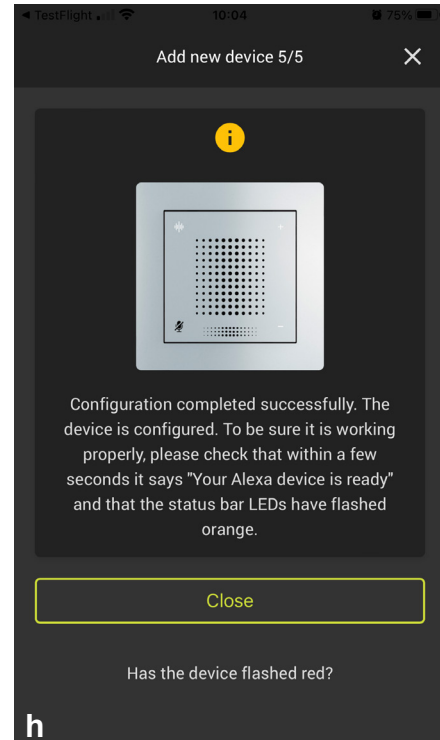 ◀ TestFlight 10:04 75%
Add new device 5/5
i
+
−
Configuration completed successfully. The
device is configured. To be sure it is working
properly, please check that within a few
seconds it says "Your Alexa device is ready"
and that the status bar LEDs have flashed
orange.
Close
Has the device flashed red?
h